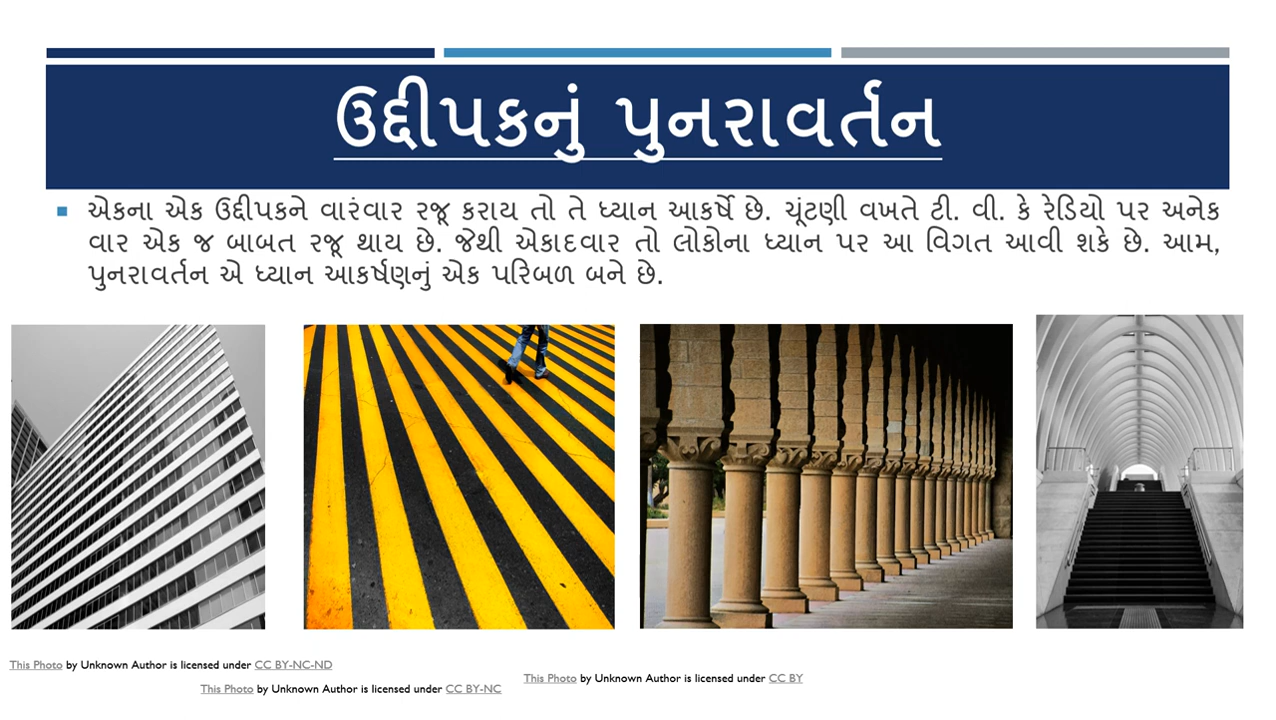 ઉદ્દીપકનું પુનરાવર્તન
એકના એક ઉદ્દીપકને વારંવાર રજૂ કરાય તો તે ધ્યાન આકર્ષે છે. ચૂંટણી વખતે ટી. વી. કે રેડિયો પર અનેક
વાર એક જ બાબત રજૂ થાય છે. જેથી એકાદવાર તો લોકોના ધ્યાન પર આ વિગત આવી શકે છે. આમ,
પુનરાવર્તન એ ધ્યાન આકર્ષણનું એક પરિબળ બને છે.
This Photo by Unknown Author is licensed under CC BY-NC-ND
This Photo by Unknown Author is licensed under CC BY-NC
This Photo by Unknown Author is licensed under CC BY